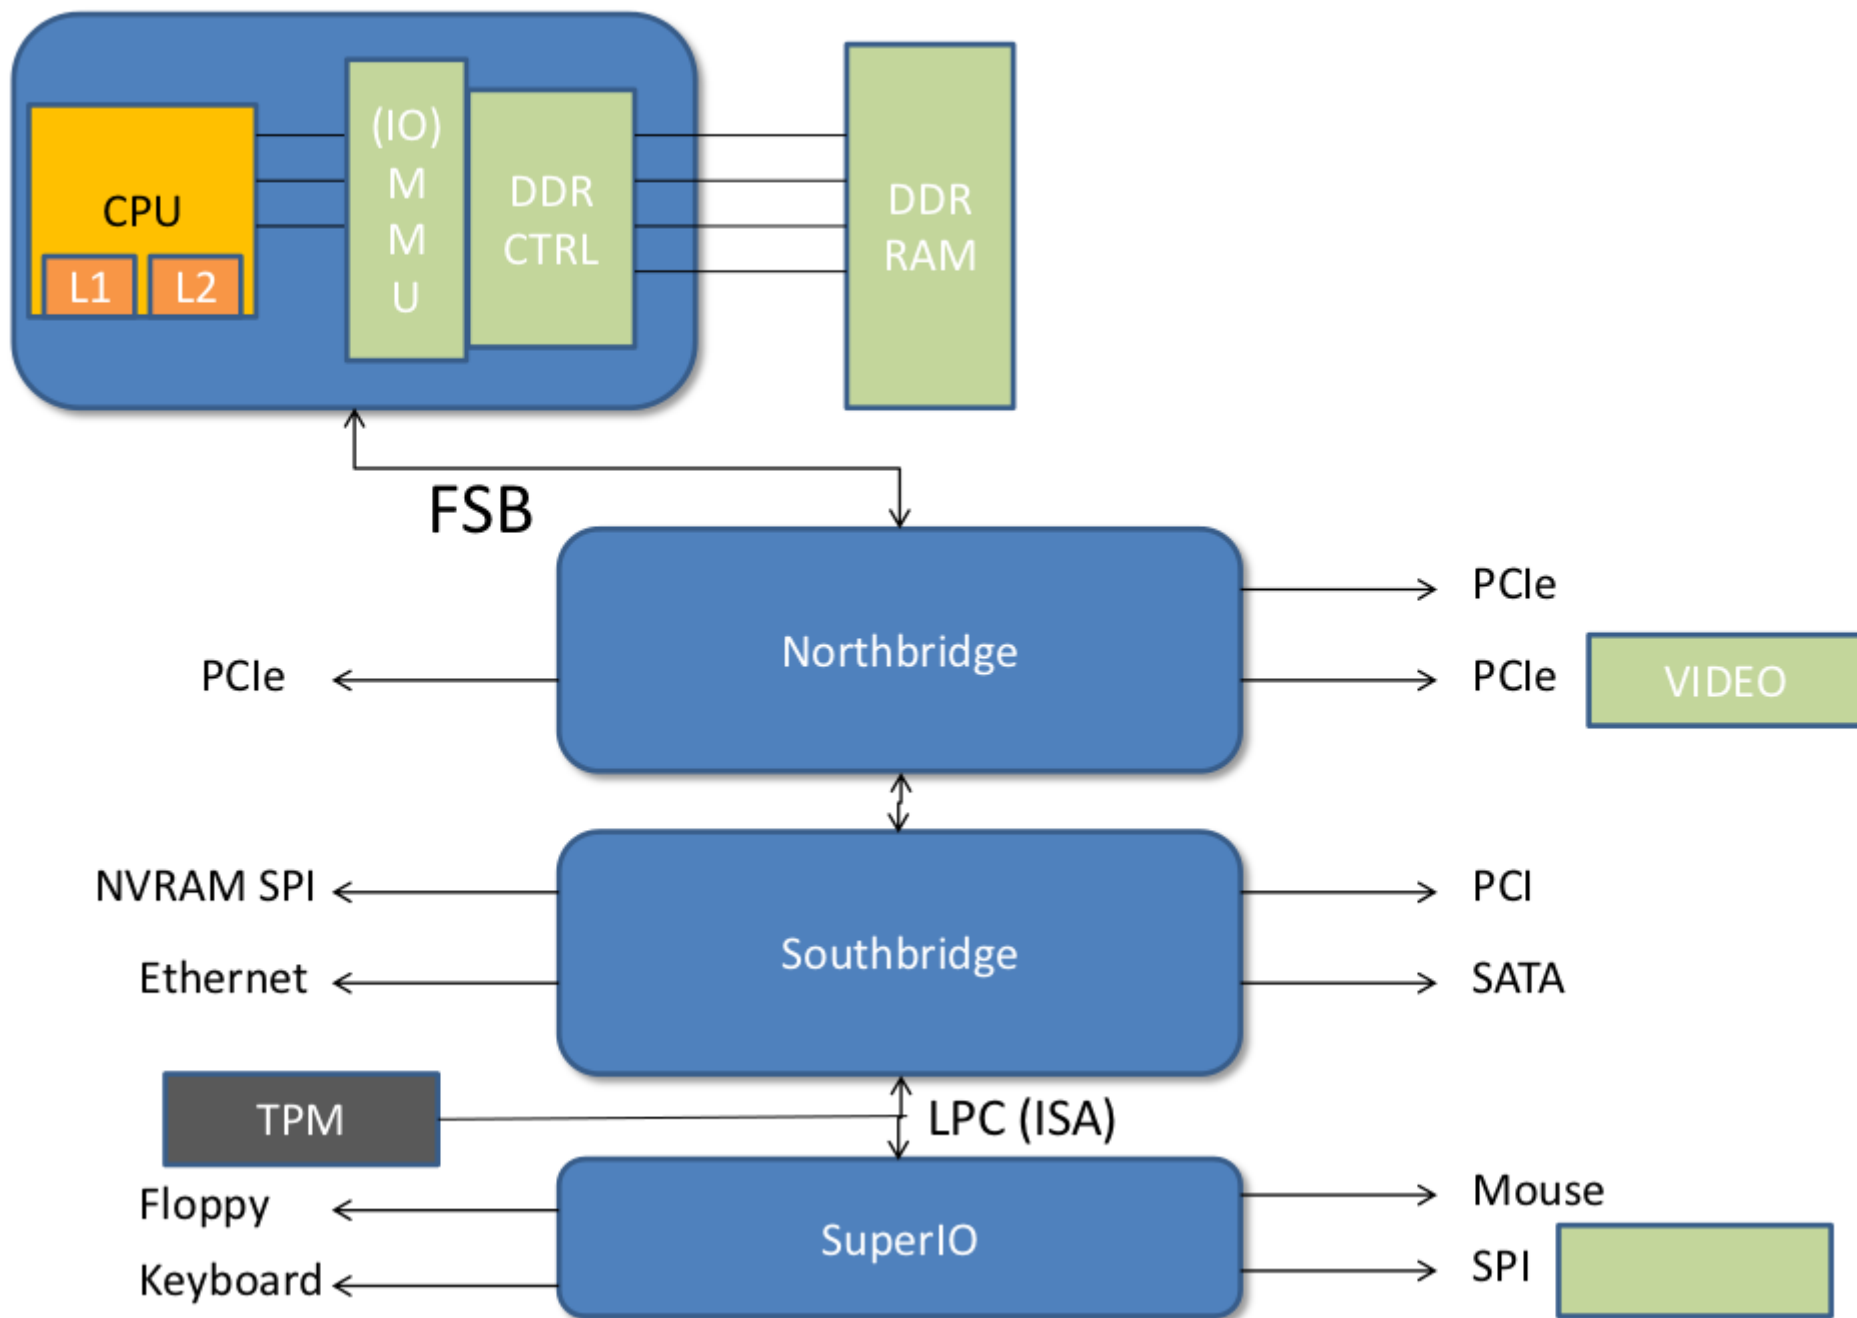 CPU
L1
L2
(IO)
M
M
U
DDR
CTRL
DDR
RAM
FSB
Northbridge
PCIe
PCIe
PCIe
VIDEO
Southbridge
NVRAM SPI
Ethernet
PCI
SATA
TPM
LPC (ISA)
SuperIO
Floppy
Keyboard
Mouse
SPI